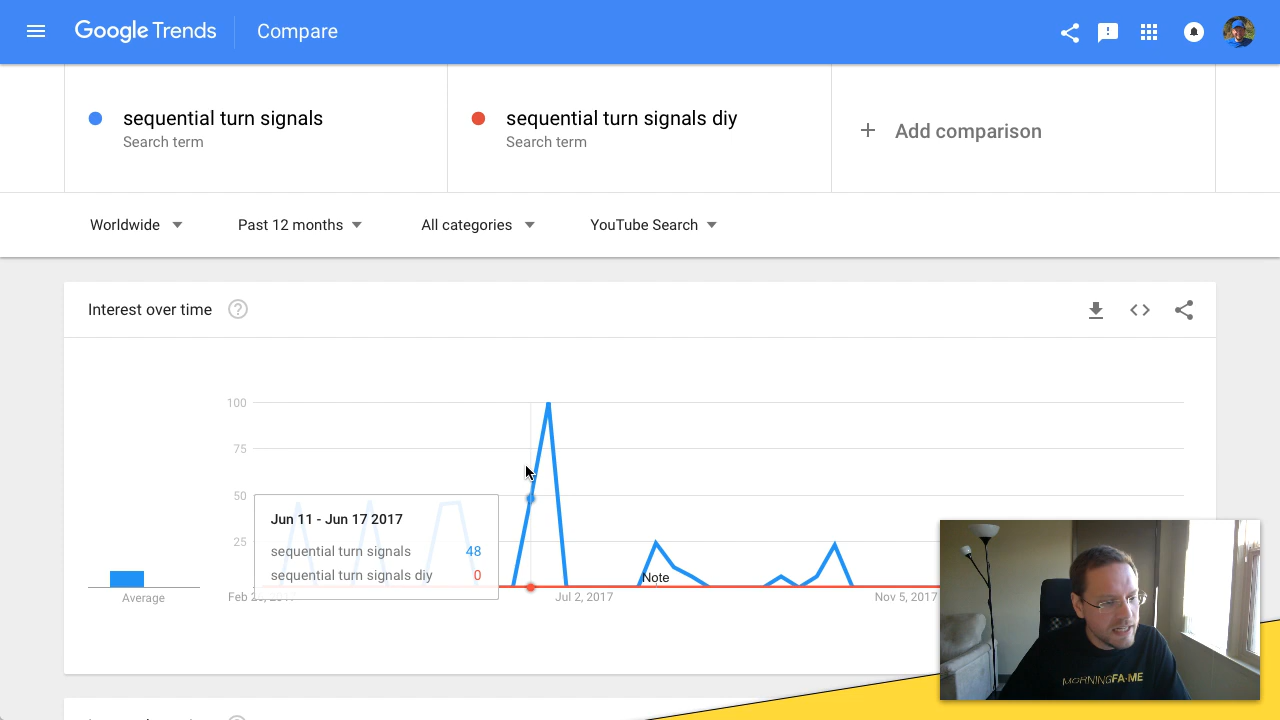 Google Trends
Compare
sequential turn signals
Search term
sequential turn signals diy
Search term
Add comparison
Worldwide
Past 12 months
All categories
YouTube Search
Interest over time
100
75
50
25
Jun 11 - Jun 17 2017
sequential turn signals 48
sequential turn signals diy 0
Note
Average
Feb
Jul 2, 2017
Nov 5, 2017
MORNINGFAME